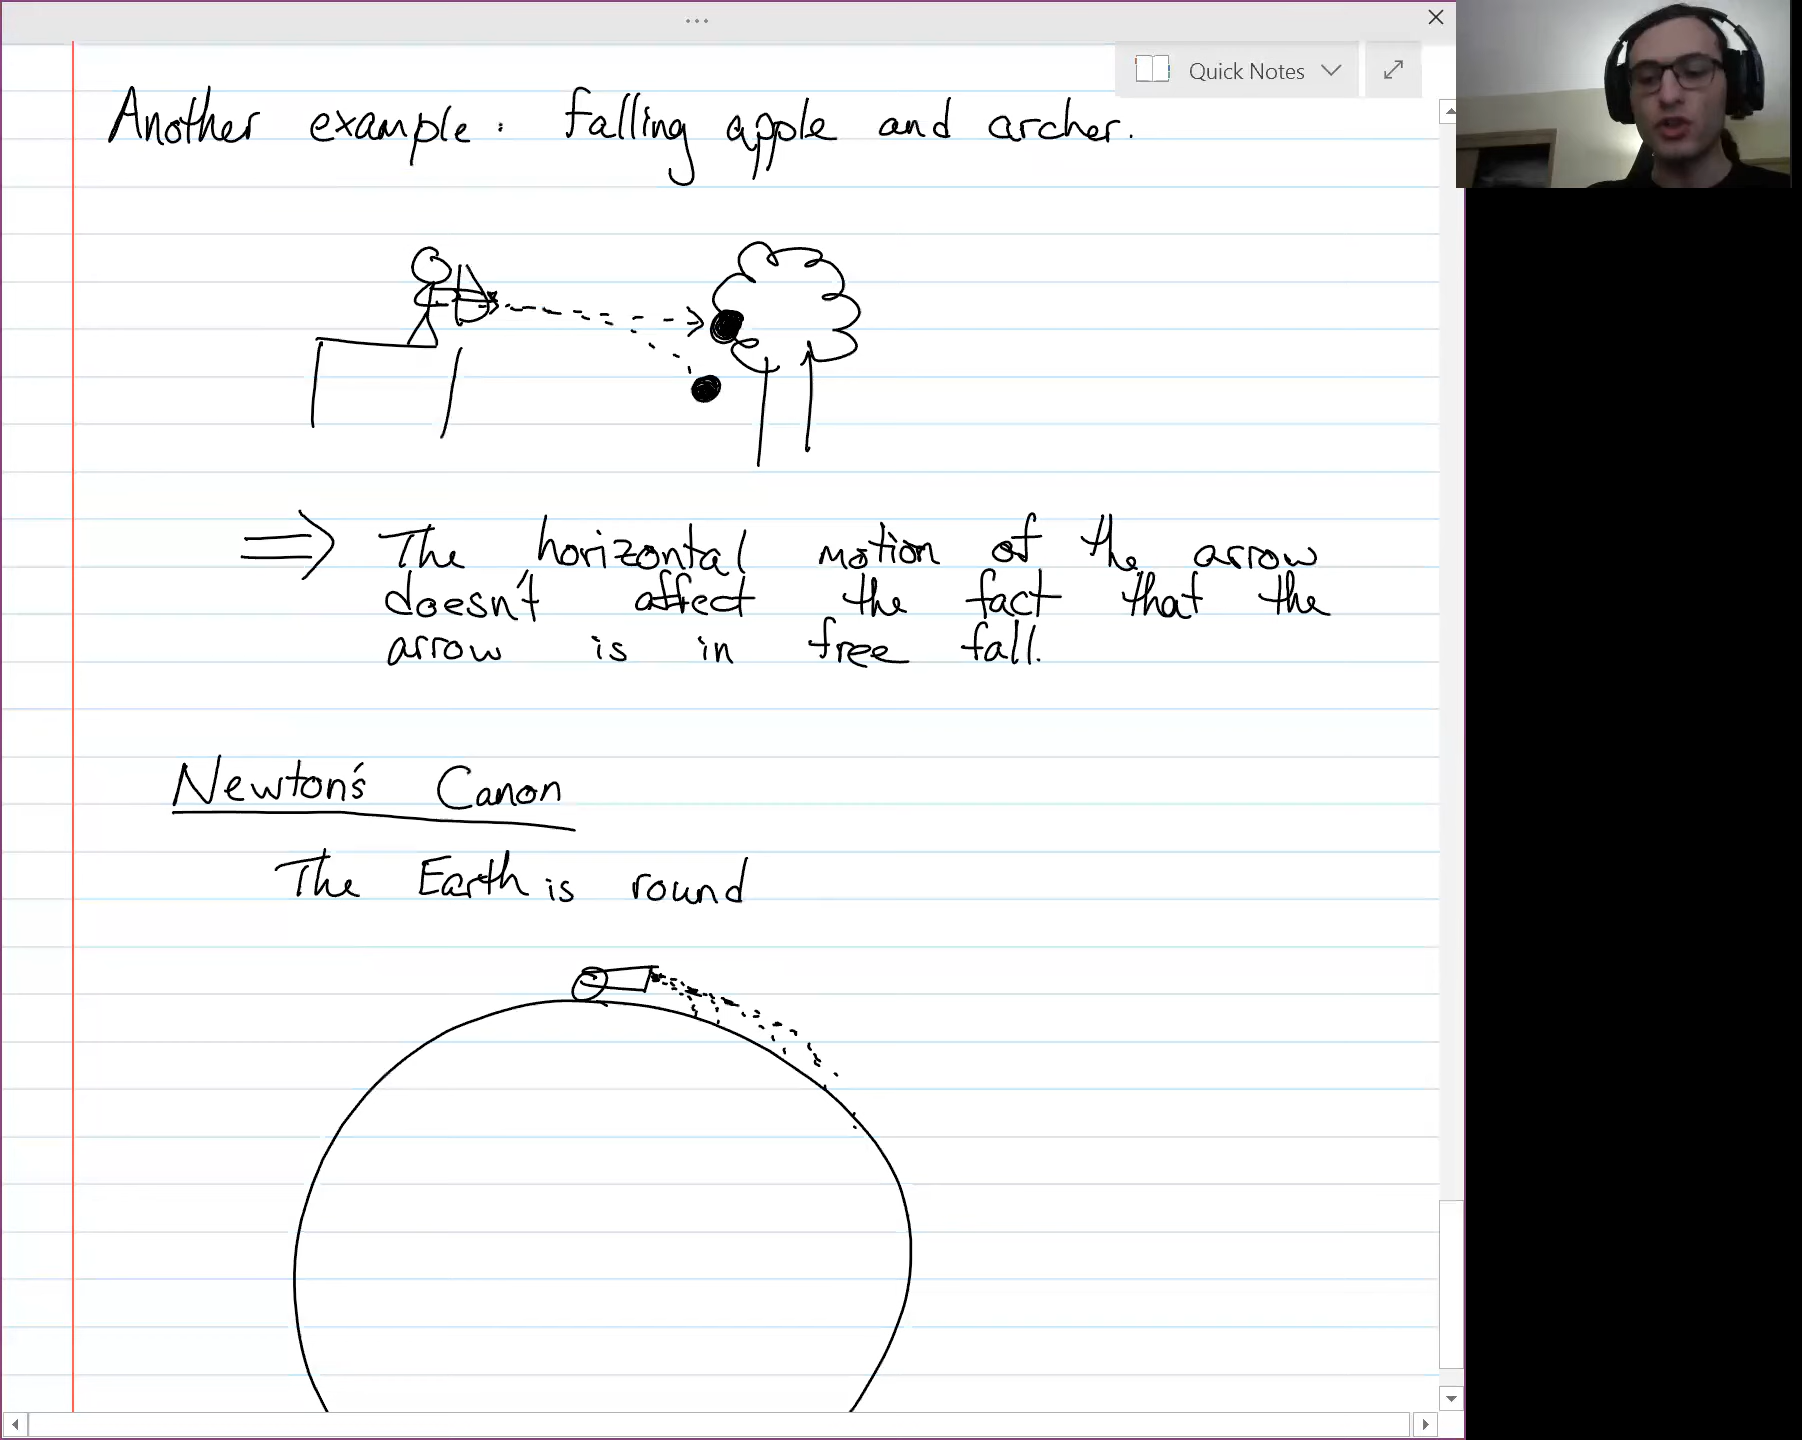 Quick Notes
Another example: falling apple and archer.
⇒ The horizontal motion of the arrow
doesn't affect the fact that the
arrow is in free fall.
Newton's Canon
The Earth is round